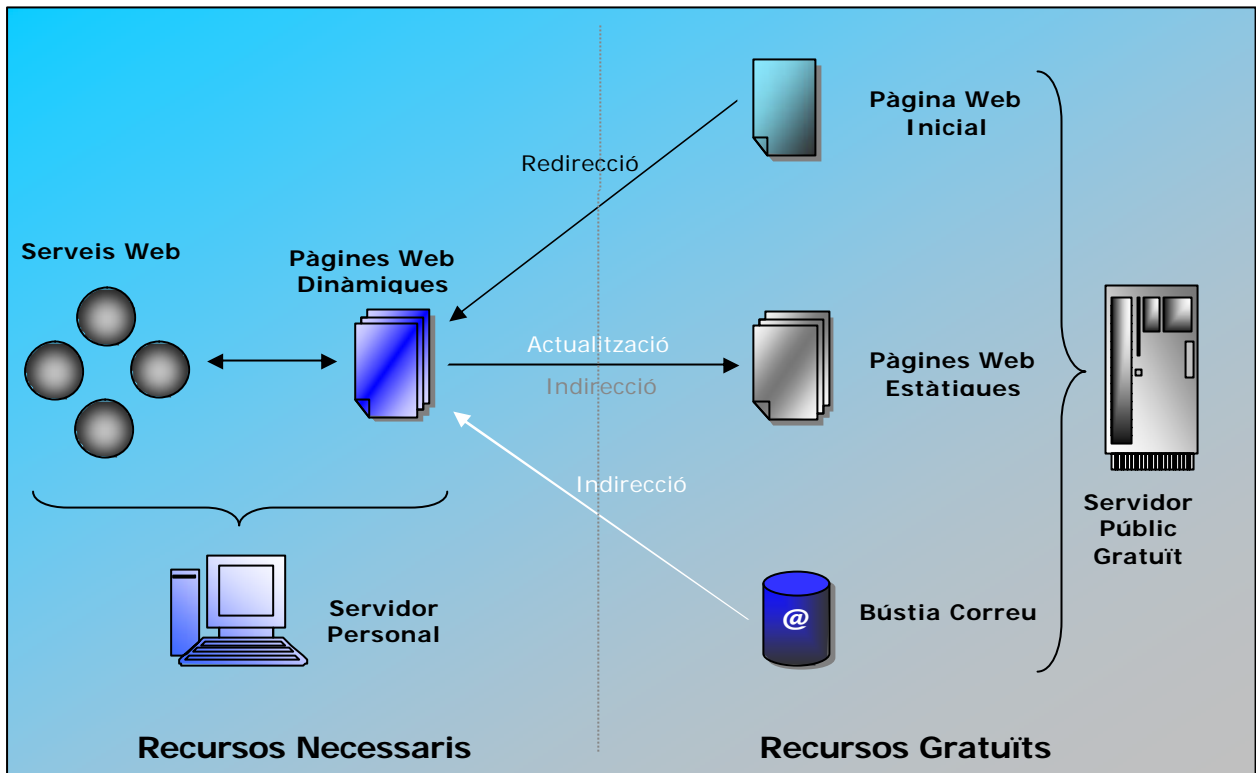 Pàgina Web
Inicial
Redirecció
Serveis Web
Pàgines Web
Dinàmiques
Actualització
Indirecció
Pàgines Web
Estàtiques
Indirecció
Servidor
Públic
Gratuït
Servidor
Personal
@
Bústia Correu
Recursos Necessaris
Recursos Gratuïts